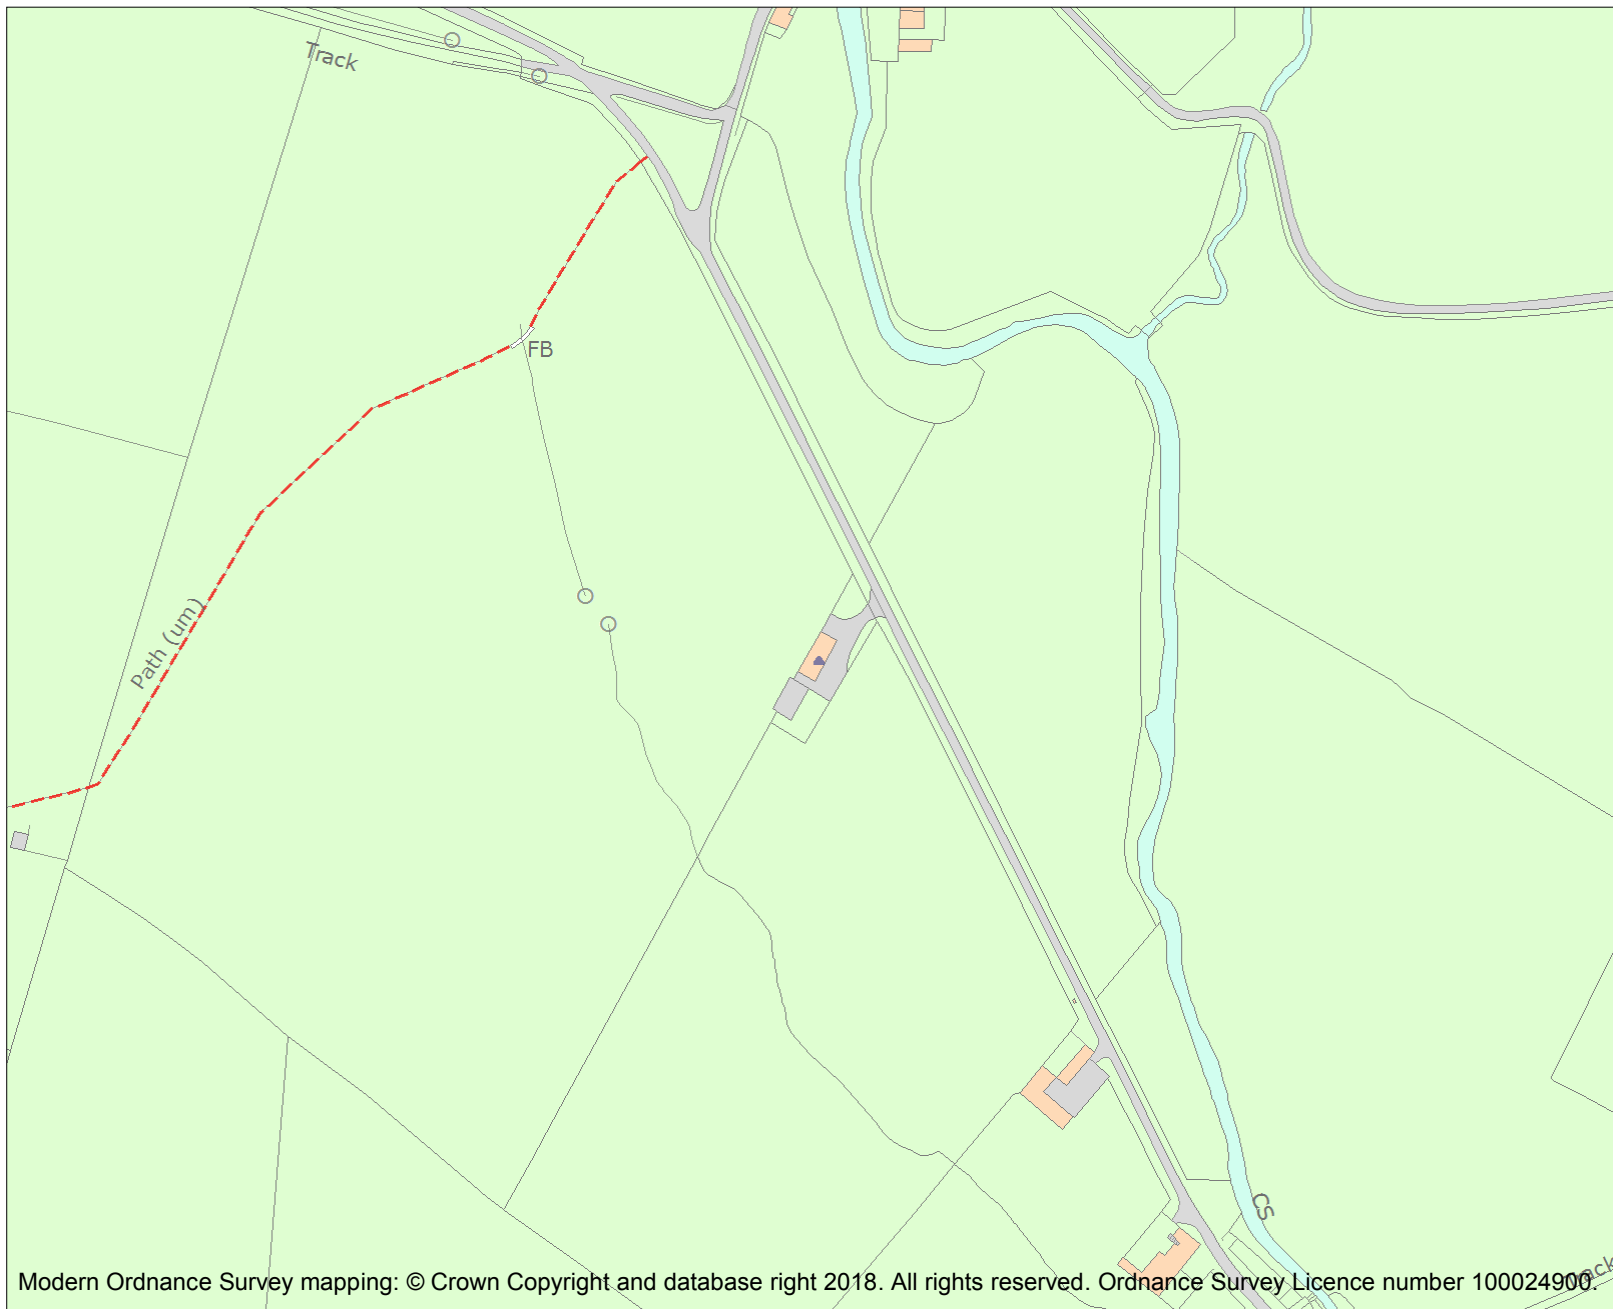 Track
FB
Path (um)
CS
Track
Modern Ordnance Survey mapping: © Crown Copyright and database right 2018. All rights reserved. Ordnance Survey Licence number 100024900.